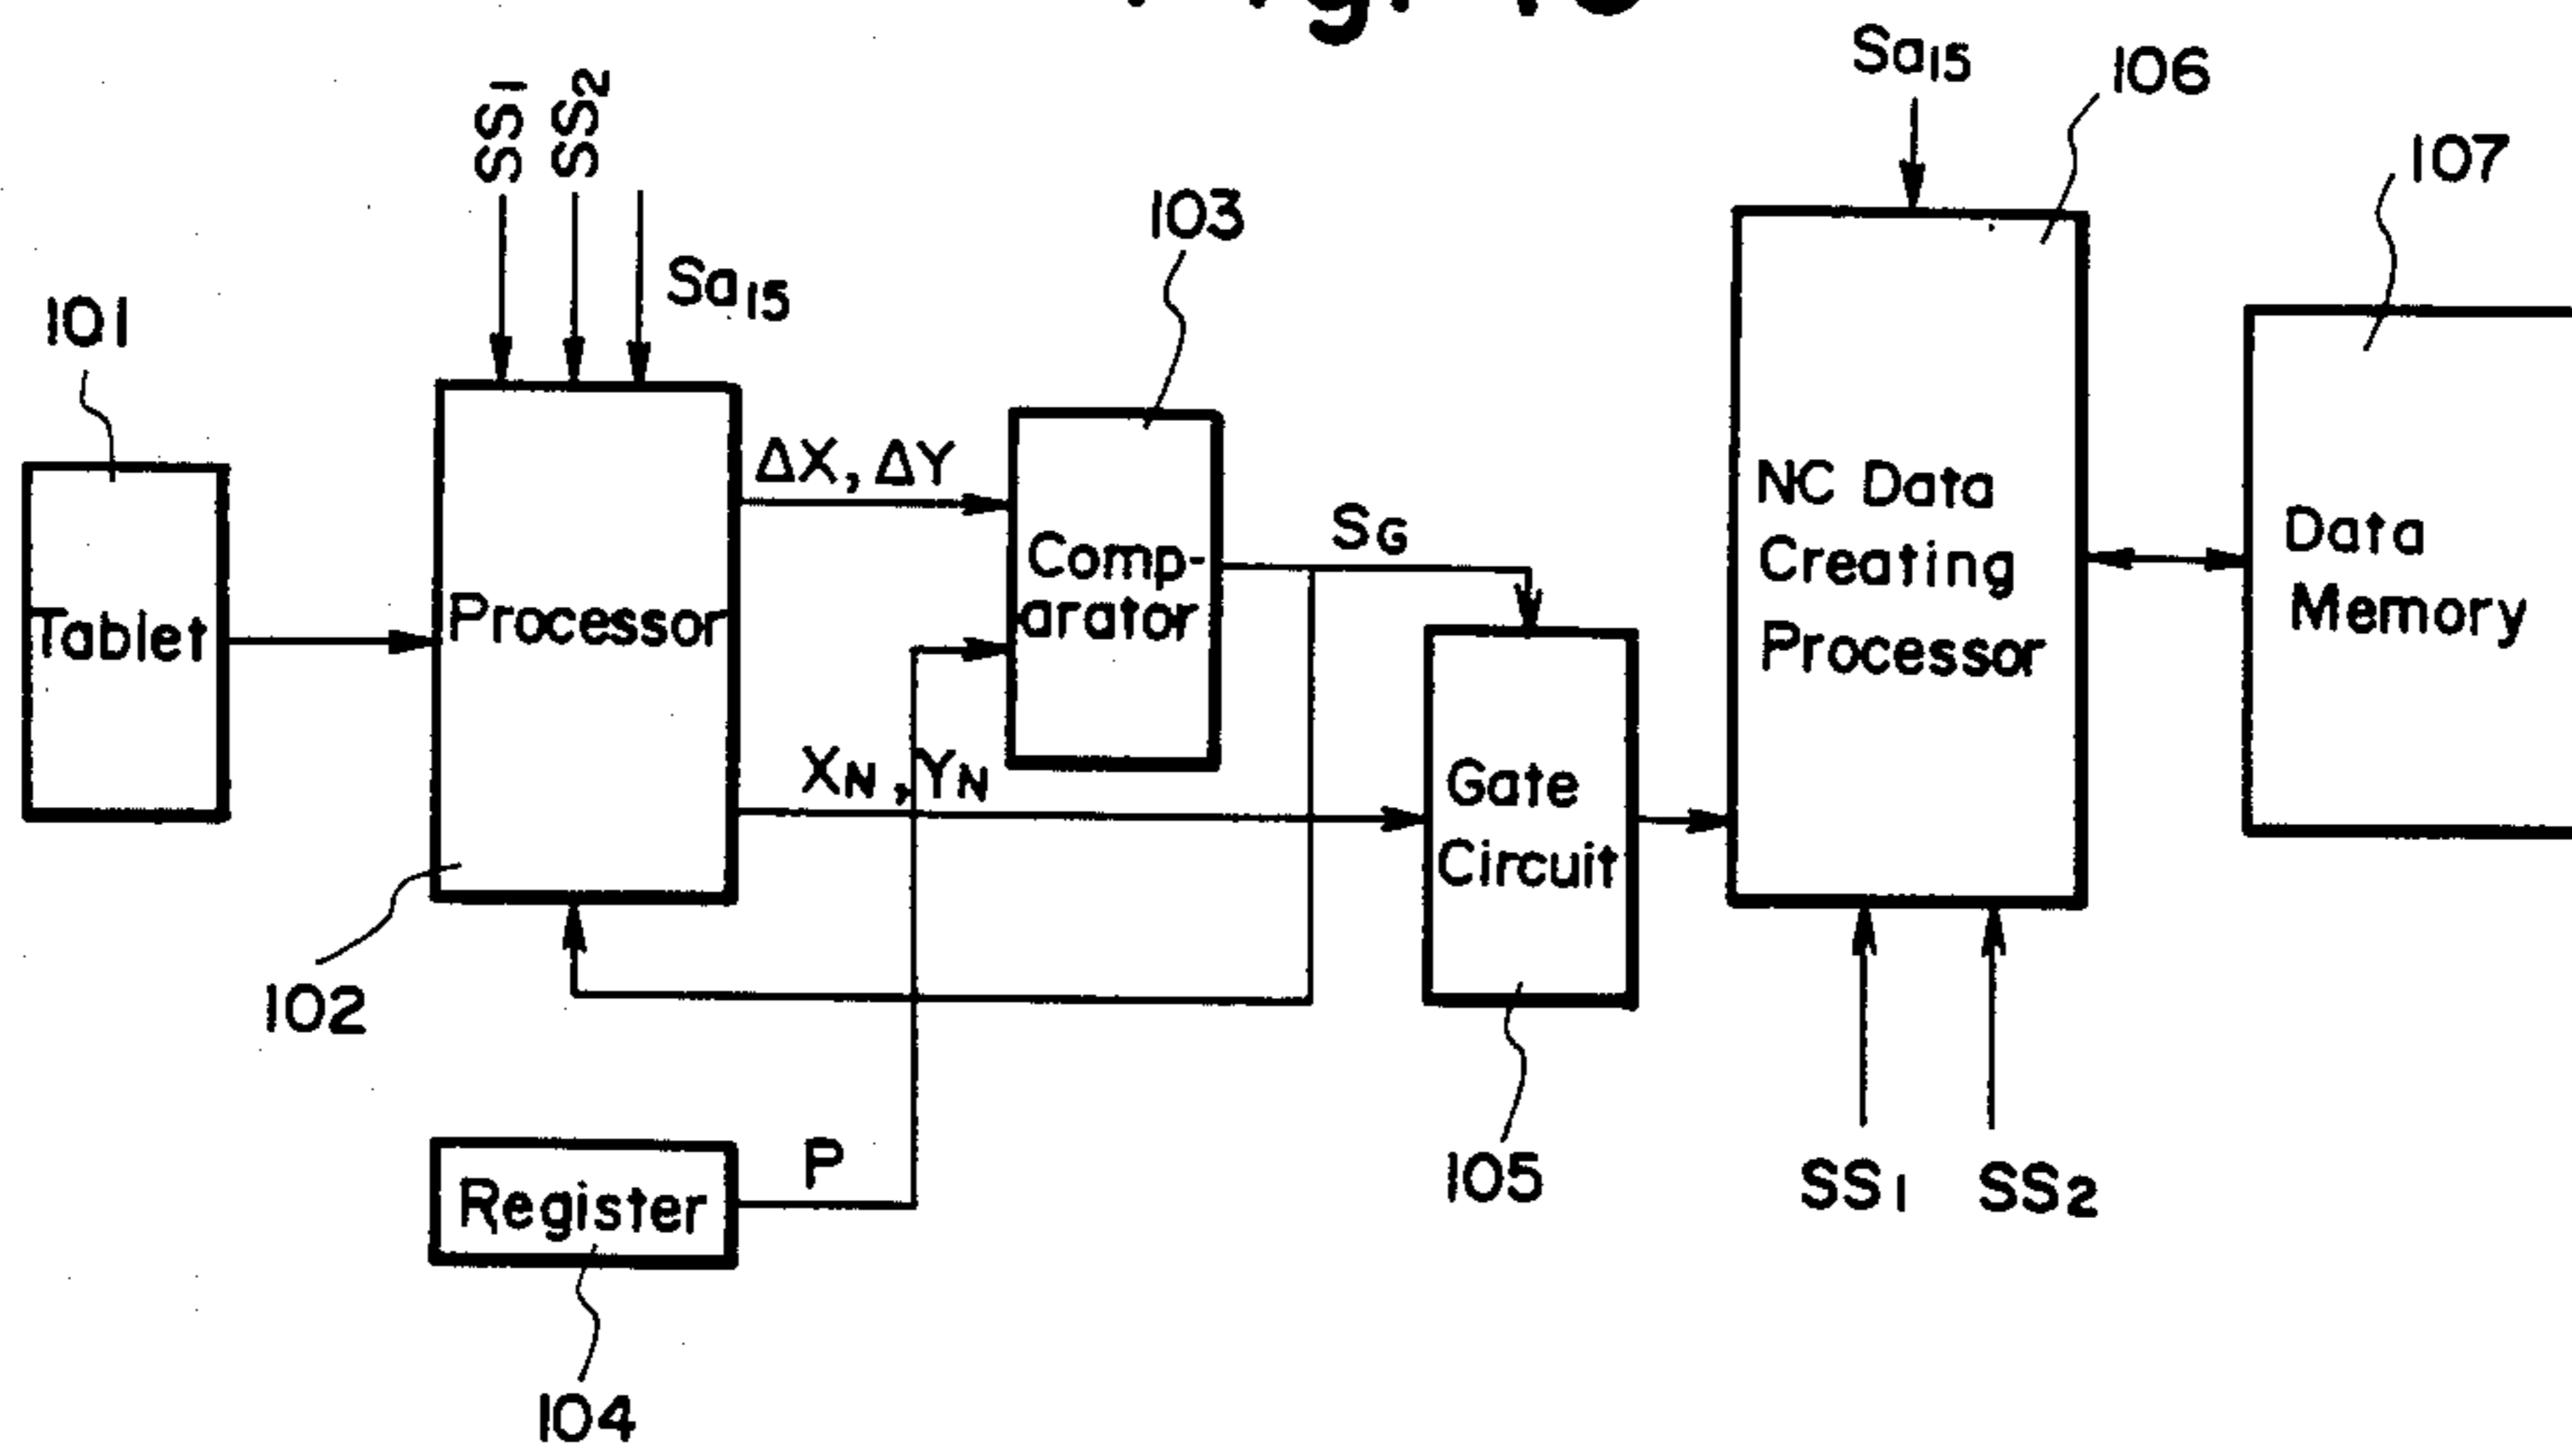 Sa15
106
SS1
SS2
107
103
Sa15
101
ΔX, ΔY
NC Data
Creating
Processor
SG
Data
Memory
Comp-
arator
Tablet
Processor
XN, YN
Gate
Circuit
102
P
105
SS1
SS2
Register
104